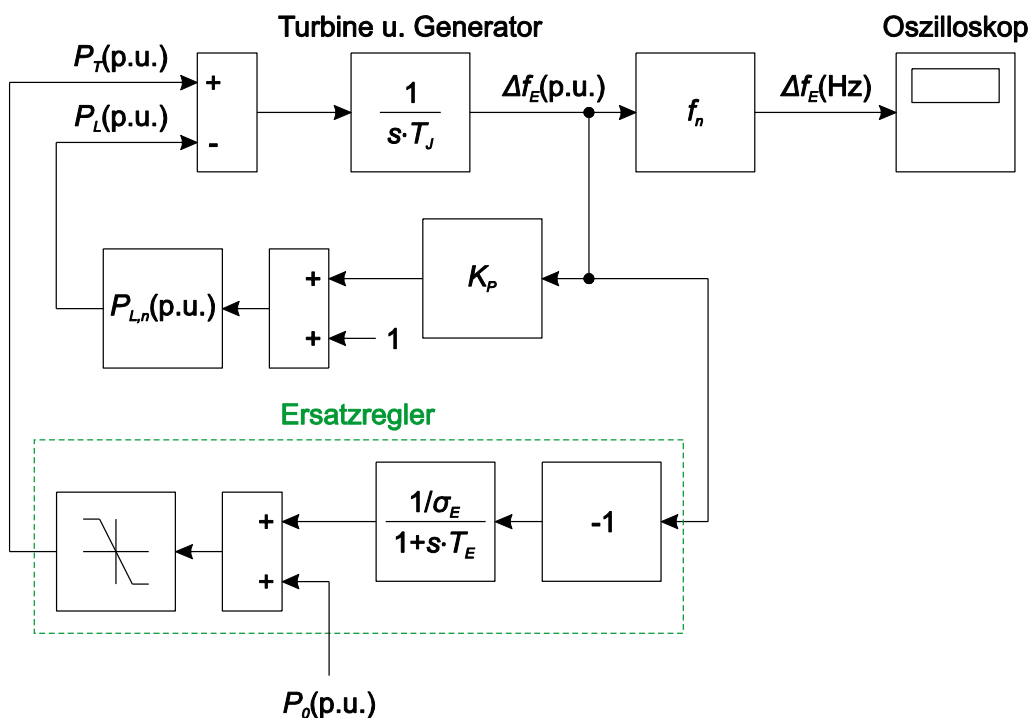 Turbine u. Generator
Oszilloskop
P_T(p.u.)
+
P_L(p.u.)
-
1
s·T_J
Δf_E(p.u.)
f_n
Δf_E(Hz)
P_{L,n}(p.u.)
+
+
1
K_P
Ersatzregler
+
+
1/σ_E
1+s·T_E
-1
P_0(p.u.)